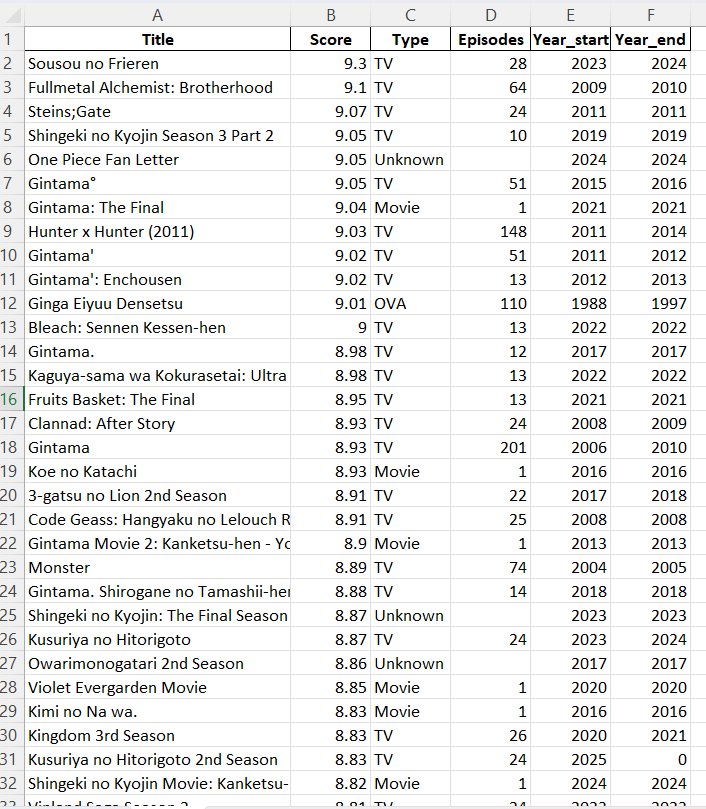 A B C D E F
1 Title Score Type Episodes Year_start Year_end
2 Sousou no Frieren 9.3 TV 28 2023 2024
3 Fullmetal Alchemist: Brotherhood 9.1 TV 64 2009 2010
4 Steins;Gate 9.07 TV 24 2011 2011
5 Shingeki no Kyojin Season 3 Part 2 9.05 TV 10 2019 2019
6 One Piece Fan Letter 9.05 Unknown 2024 2024
7 Gintama° 9.05 TV 51 2015 2016
8 Gintama: The Final 9.04 Movie 1 2021 2021
9 Hunter x Hunter (2011) 9.03 TV 148 2011 2014
10 Gintama' 9.02 TV 51 2011 2012
11 Gintama': Enchousen 9.02 TV 13 2012 2013
12 Ginga Eiyuu Densetsu 9.01 OVA 110 1988 1997
13 Bleach: Sennen Kessen-hen 9 TV 13 2022 2022
14 Gintama. 8.98 TV 12 2017 2017
15 Kaguya-sama wa Kokurasetai: Ultra 8.98 TV 13 2022 2022
16 Fruits Basket: The Final 8.95 TV 13 2021 2021
17 Clannad: After Story 8.93 TV 24 2008 2009
18 Gintama 8.93 TV 201 2006 2010
19 Koe no Katachi 8.93 Movie 1 2016 2016
20 3-gatsu no Lion 2nd Season 8.91 TV 22 2017 2018
21 Code Geass: Hangyaku no Lelouch R 8.91 TV 25 2008 2008
22 Gintama Movie 2: Kanketsu-hen - Yo 8.9 Movie 1 2013 2013
23 Monster 8.89 TV 74 2004 2005
24 Gintama. Shirogane no Tamashii-hen 8.88 TV 14 2018 2018
25 Shingeki no Kyojin: The Final Season 8.87 Unknown 2023 2023
26 Kusuriya no Hitorigoto 8.87 TV 24 2023 2024
27 Owarimonogatari 2nd Season 8.86 Unknown 2017 2017
28 Violet Evergarden Movie 8.85 Movie 1 2020 2020
29 Kimi no Na wa. 8.83 Movie 1 2016 2016
30 Kingdom 3rd Season 8.83 TV 26 2020 2021
31 Kusuriya no Hitorigoto 2nd Season 8.83 TV 24 2025 0
32 Shingeki no Kyojin Movie: Kanketsu- 8.82 Movie 1 2024 2024
33 Vinland Saga Season 2 8.81 TV 24 2023 2023